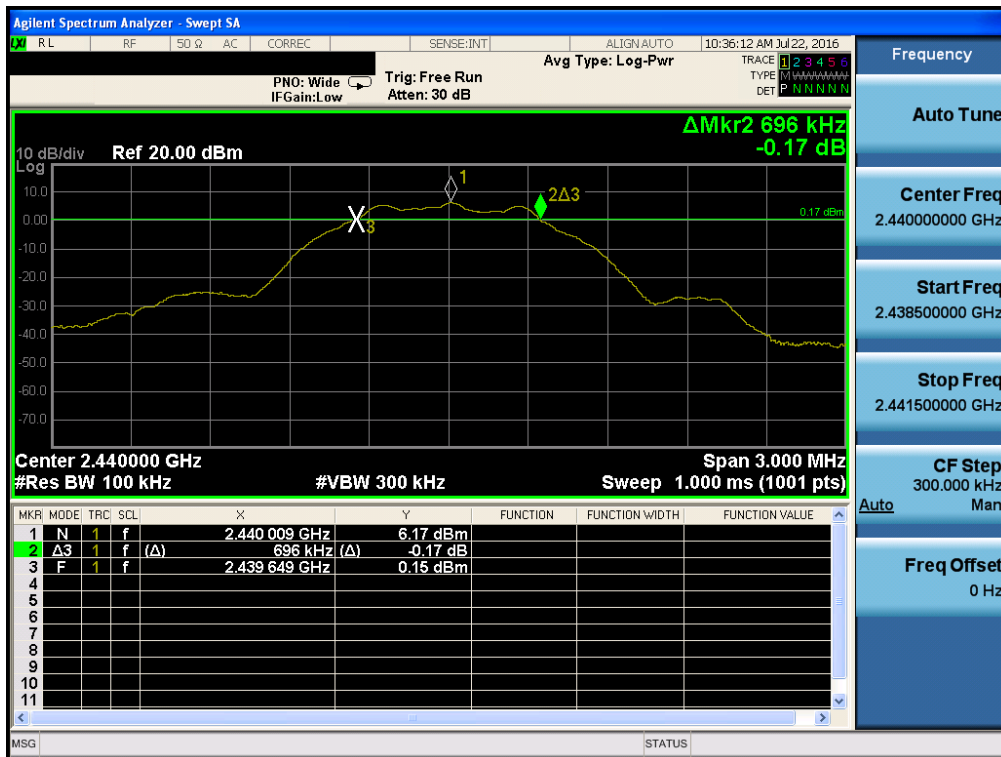 Agilent Spectrum Analyzer - Swept SA
LXI RL RF 50 Ω AC CORREC SENSE:INT ALIGN AUTO 10:36:12 AM Jul 22, 2016
Avg Type: Log-Pwr
TRACE 1 2 3 4 5 6
TYPE M WWWWW
DET P N N N N N
PNO: Wide
IFGain:Low
Trig: Free Run
Atten: 30 dB
ΔMkr2 696 kHz
-0.17 dB
10 dB/div
Log
Ref 20.00 dBm
1
2Δ3
3
0.17 dBm
10.0
0.00
-10.0
-20.0
-30.0
-40.0
-50.0
-60.0
-70.0
Center 2.440000 GHz
Span 3.000 MHz
#Res BW 100 kHz
#VBW 300 kHz
Sweep 1.000 ms (1001 pts)
MKR MODE TRC SCL X Y FUNCTION FUNCTION WIDTH FUNCTION VALUE
1 N 1 f 2.440 009 GHz 6.17 dBm
2 Δ3 1 f (Δ) 696 kHz (Δ) -0.17 dB
3 F 1 f 2.439 649 GHz 0.15 dBm
4
5
6
7
8
9
10
11
MSG
STATUS
Frequency
Auto Tune
Center Freq
2.440000000 GHz
Start Freq
2.438500000 GHz
Stop Freq
2.441500000 GHz
CF Step
300.000 kHz
Auto Man
Freq Offset
0 Hz